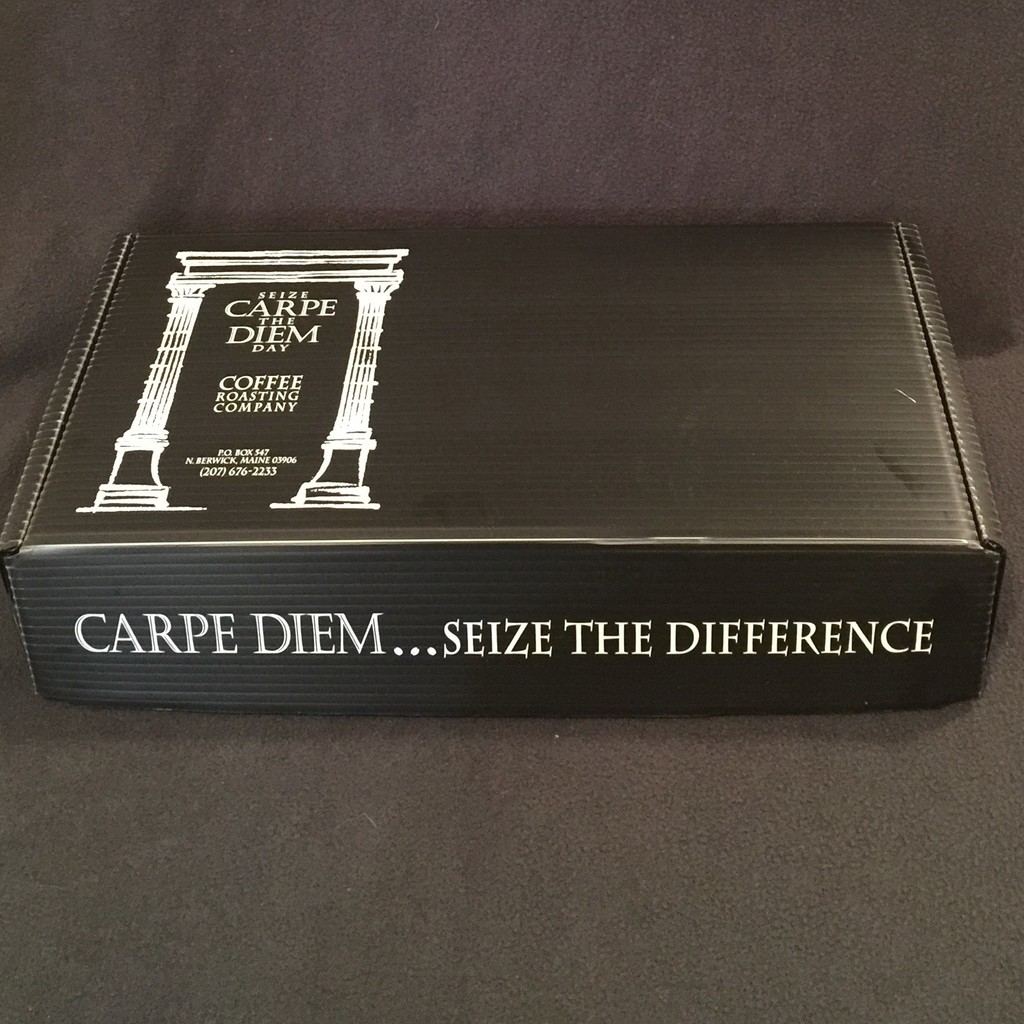 SEIZE
CARPE
THE
DIEM
DAY
COFFEE
ROASTING
COMPANY
P.O. BOX 547
N. BERWICK, MAINE 03906
(207) 676-2233
CARPE DIEM...SEIZE THE DIFFERENCE